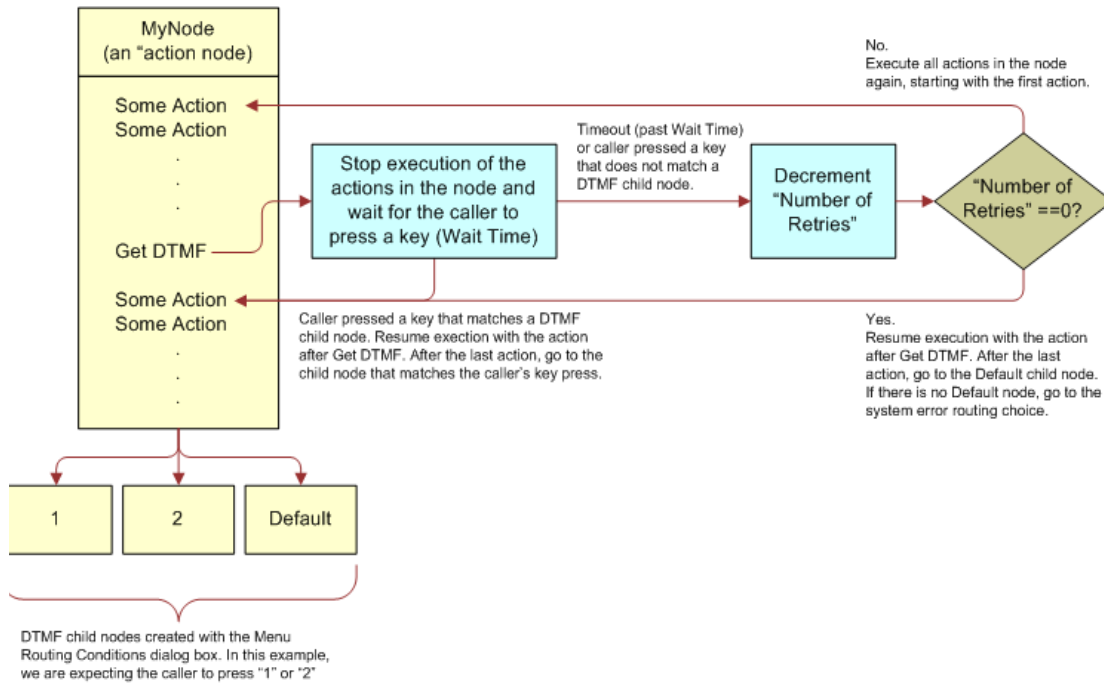 MyNode
(an “action node)
Some Action
Some Action
.
.
.
.
Get DTMF
Some Action
Some Action
.
.
.
.
Stop execution of the
actions in the node and
wait for the caller to
press a key (Wait Time)
Timeout (past Wait Time)
or caller pressed a key
that does not match a
DTMF child node.
Decrement
“Number of
Retries”
“Number of
Retries” ==0?
No.
Execute all actions in the node
again, starting with the first action.
Caller pressed a key that matches a DTMF
child node. Resume exection with the action
after Get DTMF. After the last action, go to the
child node that matches the caller’s key press.
Yes.
Resume execution with the action
after Get DTMF. After the last
action, go to the Default child node.
If there is no Default node, go to the
system error routing choice.
1
2
Default
DTMF child nodes created with the Menu
Routing Conditions dialog box. In this example,
we are expecting the caller to press “1” or “2”